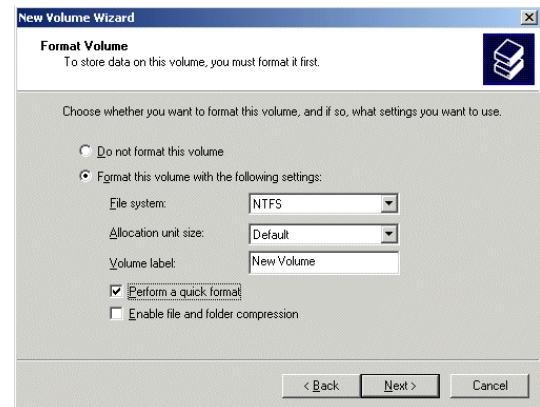 New Volume Wizard
Format Volume
To store data on this volume, you must format it first.
Choose whether you want to format this volume, and if so, what settings you want to use.
Do not format this volume
Format this volume with the following settings:
File system: NTFS
Allocation unit size: Default
Volume label: New Volume
Perform a quick format
Enable file and folder compression
< Back Next > Cancel